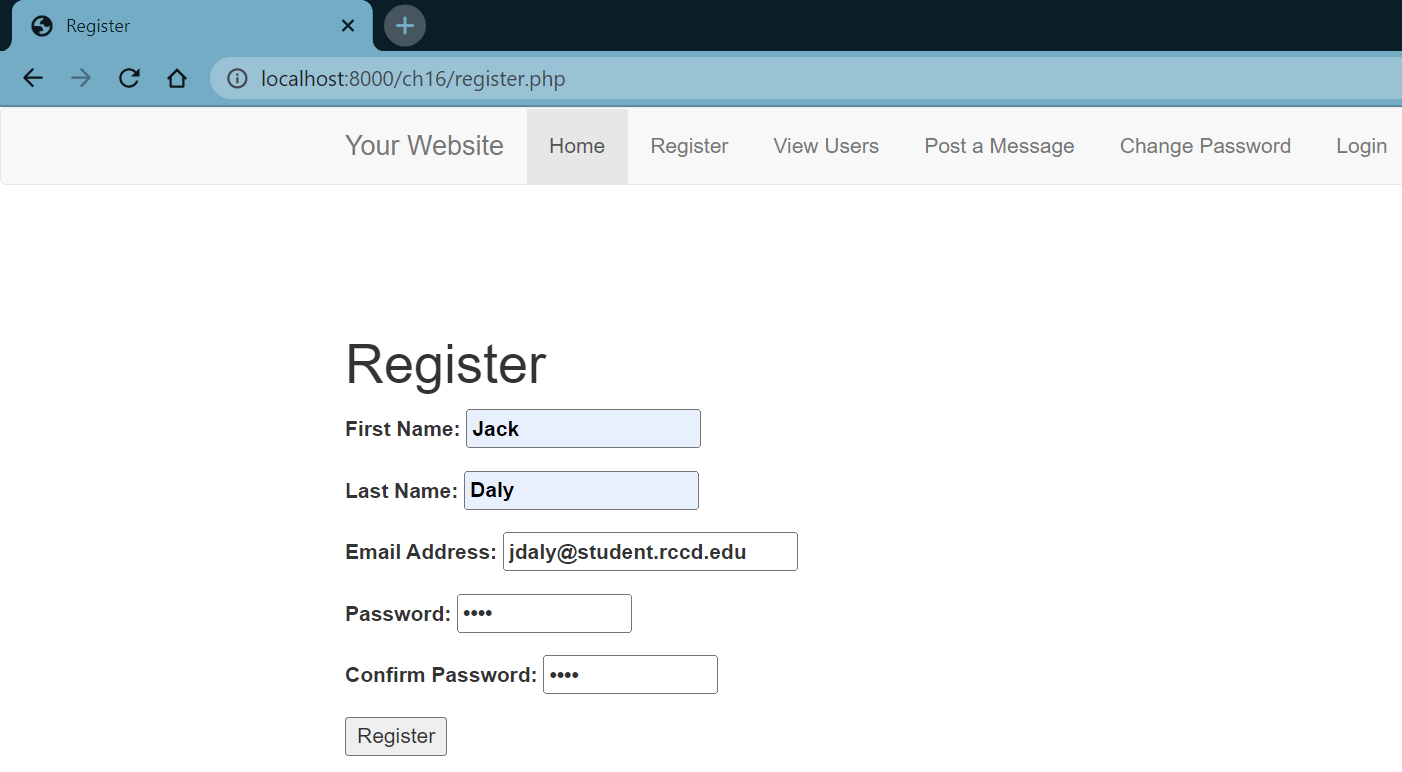 Register
localhost:8000/ch16/register.php
Your Website Home Register View Users Post a Message Change Password Login
Register
First Name: Jack
Last Name: Daly
Email Address: jdaly@student.rccd.edu
Password: ••••
Confirm Password: ••••
Register